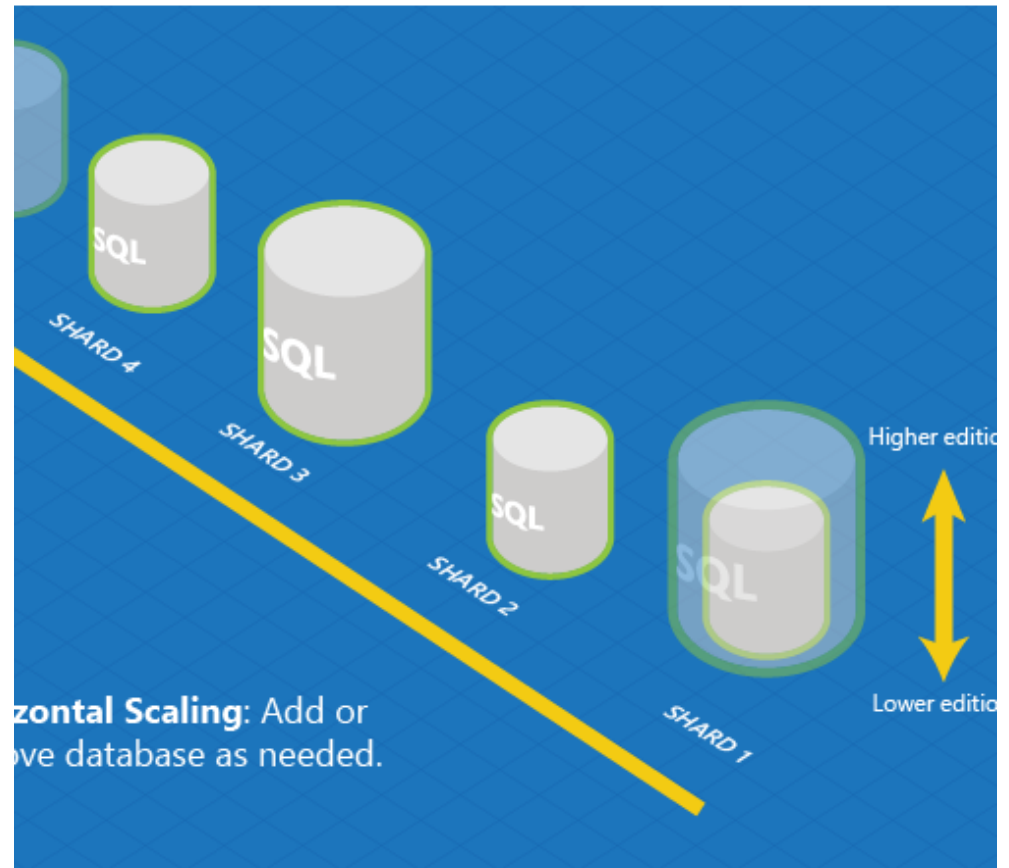 SQL
SHARD 4
SQL
SHARD 3
SQL
SHARD 2
SQL
SHARD 1
Higher editio
Lower editio
zontal Scaling: Add or
ove database as needed.